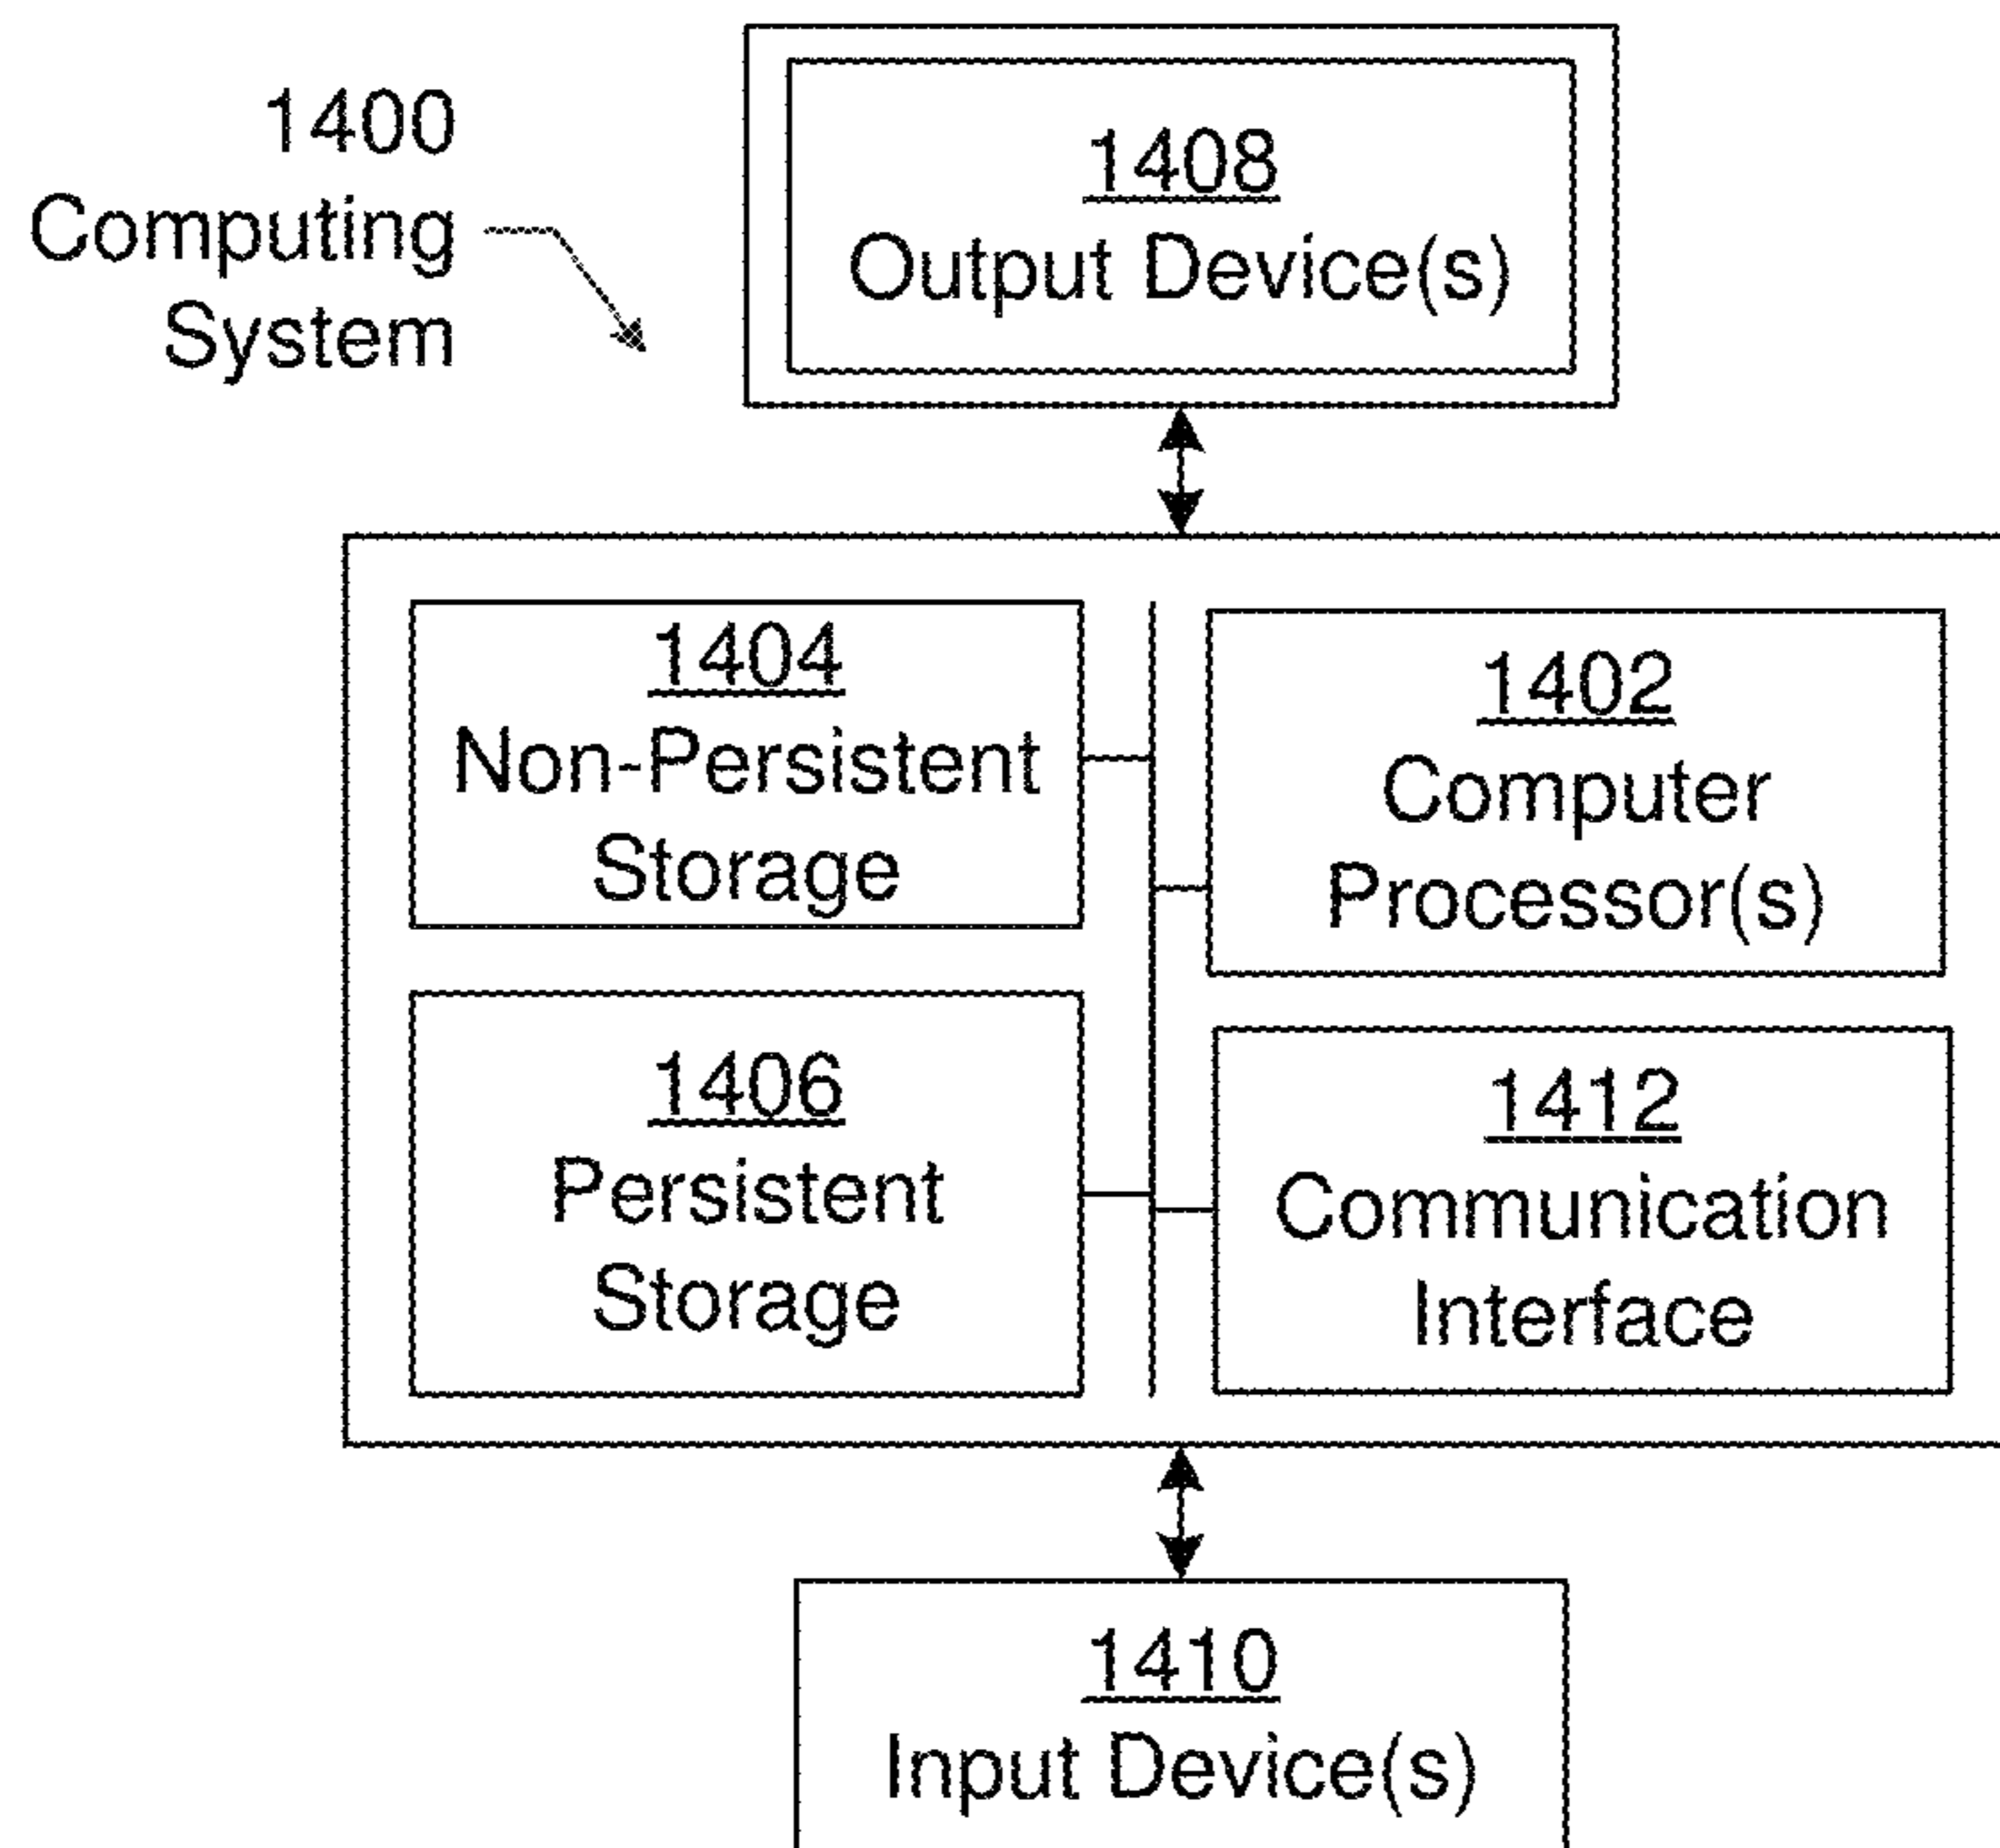 1400
Computing
System
1408
Output Device(s)
1404
Non-Persistent
Storage
1402
Computer
Processor(s)
1406
Persistent
Storage
1412
Communication
Interface
1410
Input Device(s)